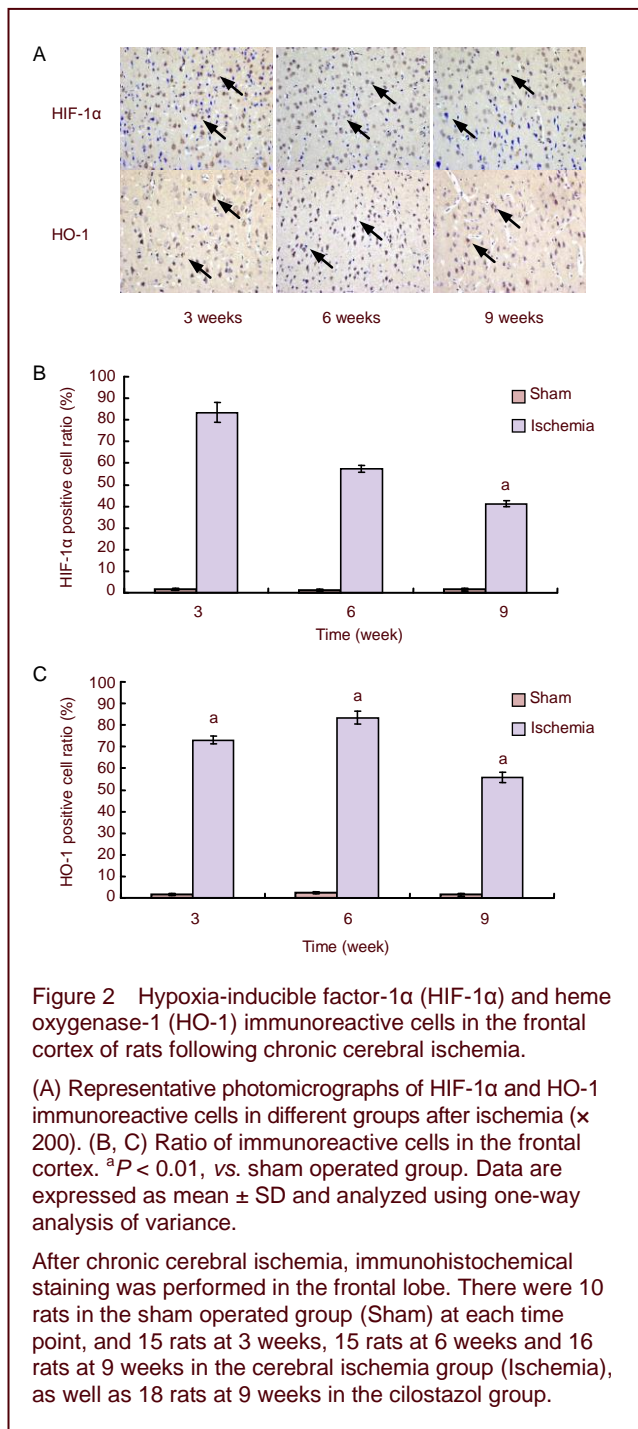 A
HIF-1α
HO-1
3 weeks 6 weeks 9 weeks
B
HIF-1α positive cell ratio (%)
100
90
80
70
60
50
40
30
20
10
0
Sham
Ischemia
a
3 6 9
Time (week)
C
HO-1 positive cell ratio (%)
100
90
80
70
60
50
40
30
20
10
0
Sham
Ischemia
a a a
3 6 9
Time (week)
Figure 2 Hypoxia-inducible factor-1α (HIF-1α) and heme
oxygenase-1 (HO-1) immunoreactive cells in the frontal
cortex of rats following chronic cerebral ischemia.
(A) Representative photomicrographs of HIF-1α and HO-1
immunoreactive cells in different groups after ischemia (×
200). (B, C) Ratio of immunoreactive cells in the frontal
cortex. ᵃP < 0.01, vs. sham operated group. Data are
expressed as mean ± SD and analyzed using one-way
analysis of variance.
After chronic cerebral ischemia, immunohistochemical
staining was performed in the frontal lobe. There were 10
rats in the sham operated group (Sham) at each time
point, and 15 rats at 3 weeks, 15 rats at 6 weeks and 16
rats at 9 weeks in the cerebral ischemia group (Ischemia),
as well as 18 rats at 9 weeks in the cilostazol group.